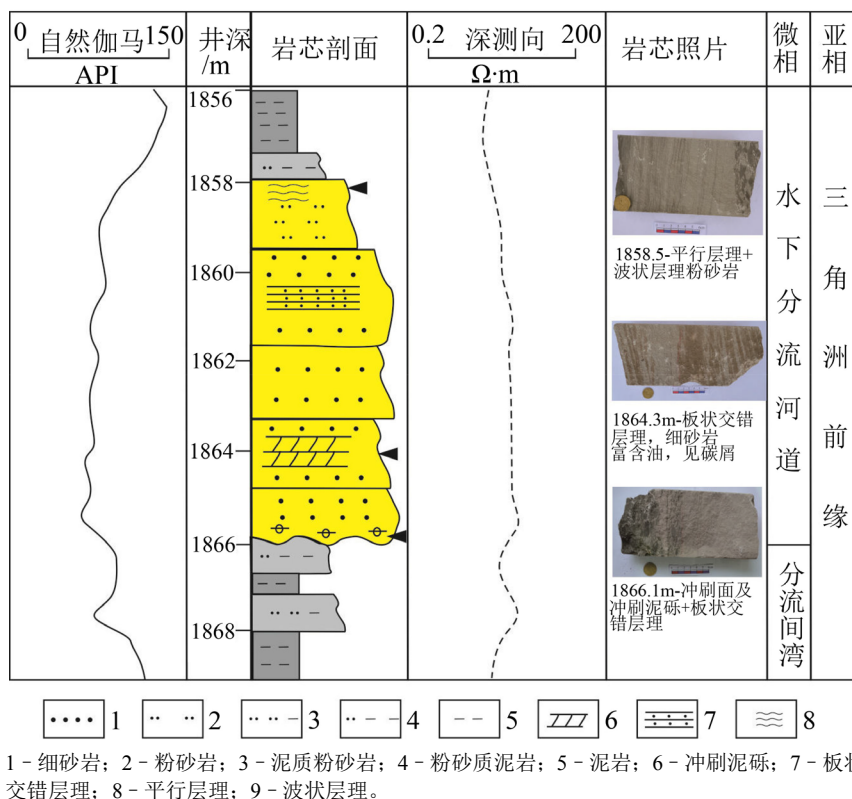 0 自然伽马 150
API
井深
/m
岩芯剖面
0.2 深测向 200
Ω·m
岩芯照片
微相
亚相
1856
1858
1860
1862
1864
1866
1868
1858.5-平行层理+
波状层理粉砂岩
1864.3m-板状交错
层理，细砂岩
富含油，见碳屑
1866.1m-冲刷面及
冲刷泥砾+板状交
错层理
水下分流河道
分流间湾
三角洲前缘
1 2 3 4 5 6 7 8
1－细砂岩；2－粉砂岩；3－泥质粉砂岩；4－粉砂质泥岩；5－泥岩；6－冲刷泥砾；7－板状
交错层理；8－平行层理；9－波状层理。